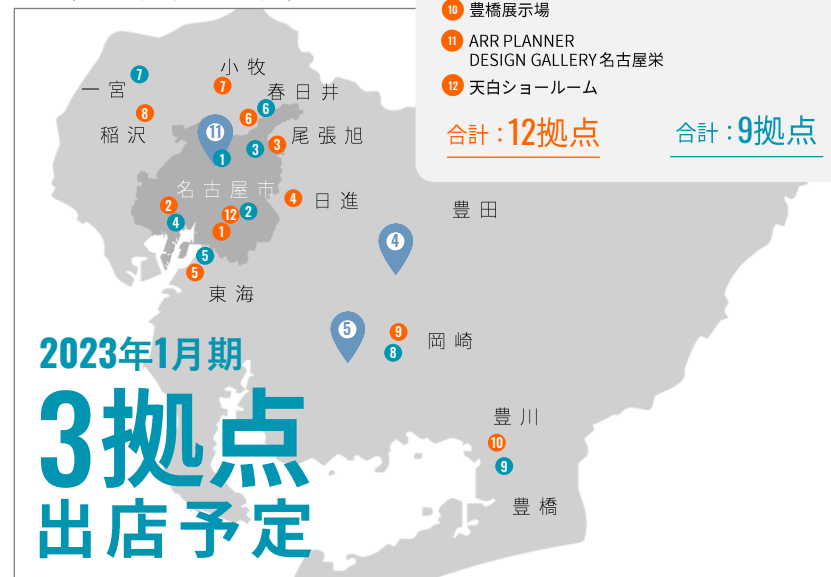 10 豊橋展示場
11 ARR PLANNER
DESIGN GALLERY名古屋栄
12 天白ショールーム
合計：12拠点
合計：9拠点
小牧
7
7
一宮
春日井
6
6
8
稲沢
11
尾張旭
3
3
1
名古屋市
4
日進
2
12
2
豊田
4
1
4
5
5
東海
5
9
岡崎
8
2023年1月期
3拠点
出店予定
豊川
10
9
豊橋